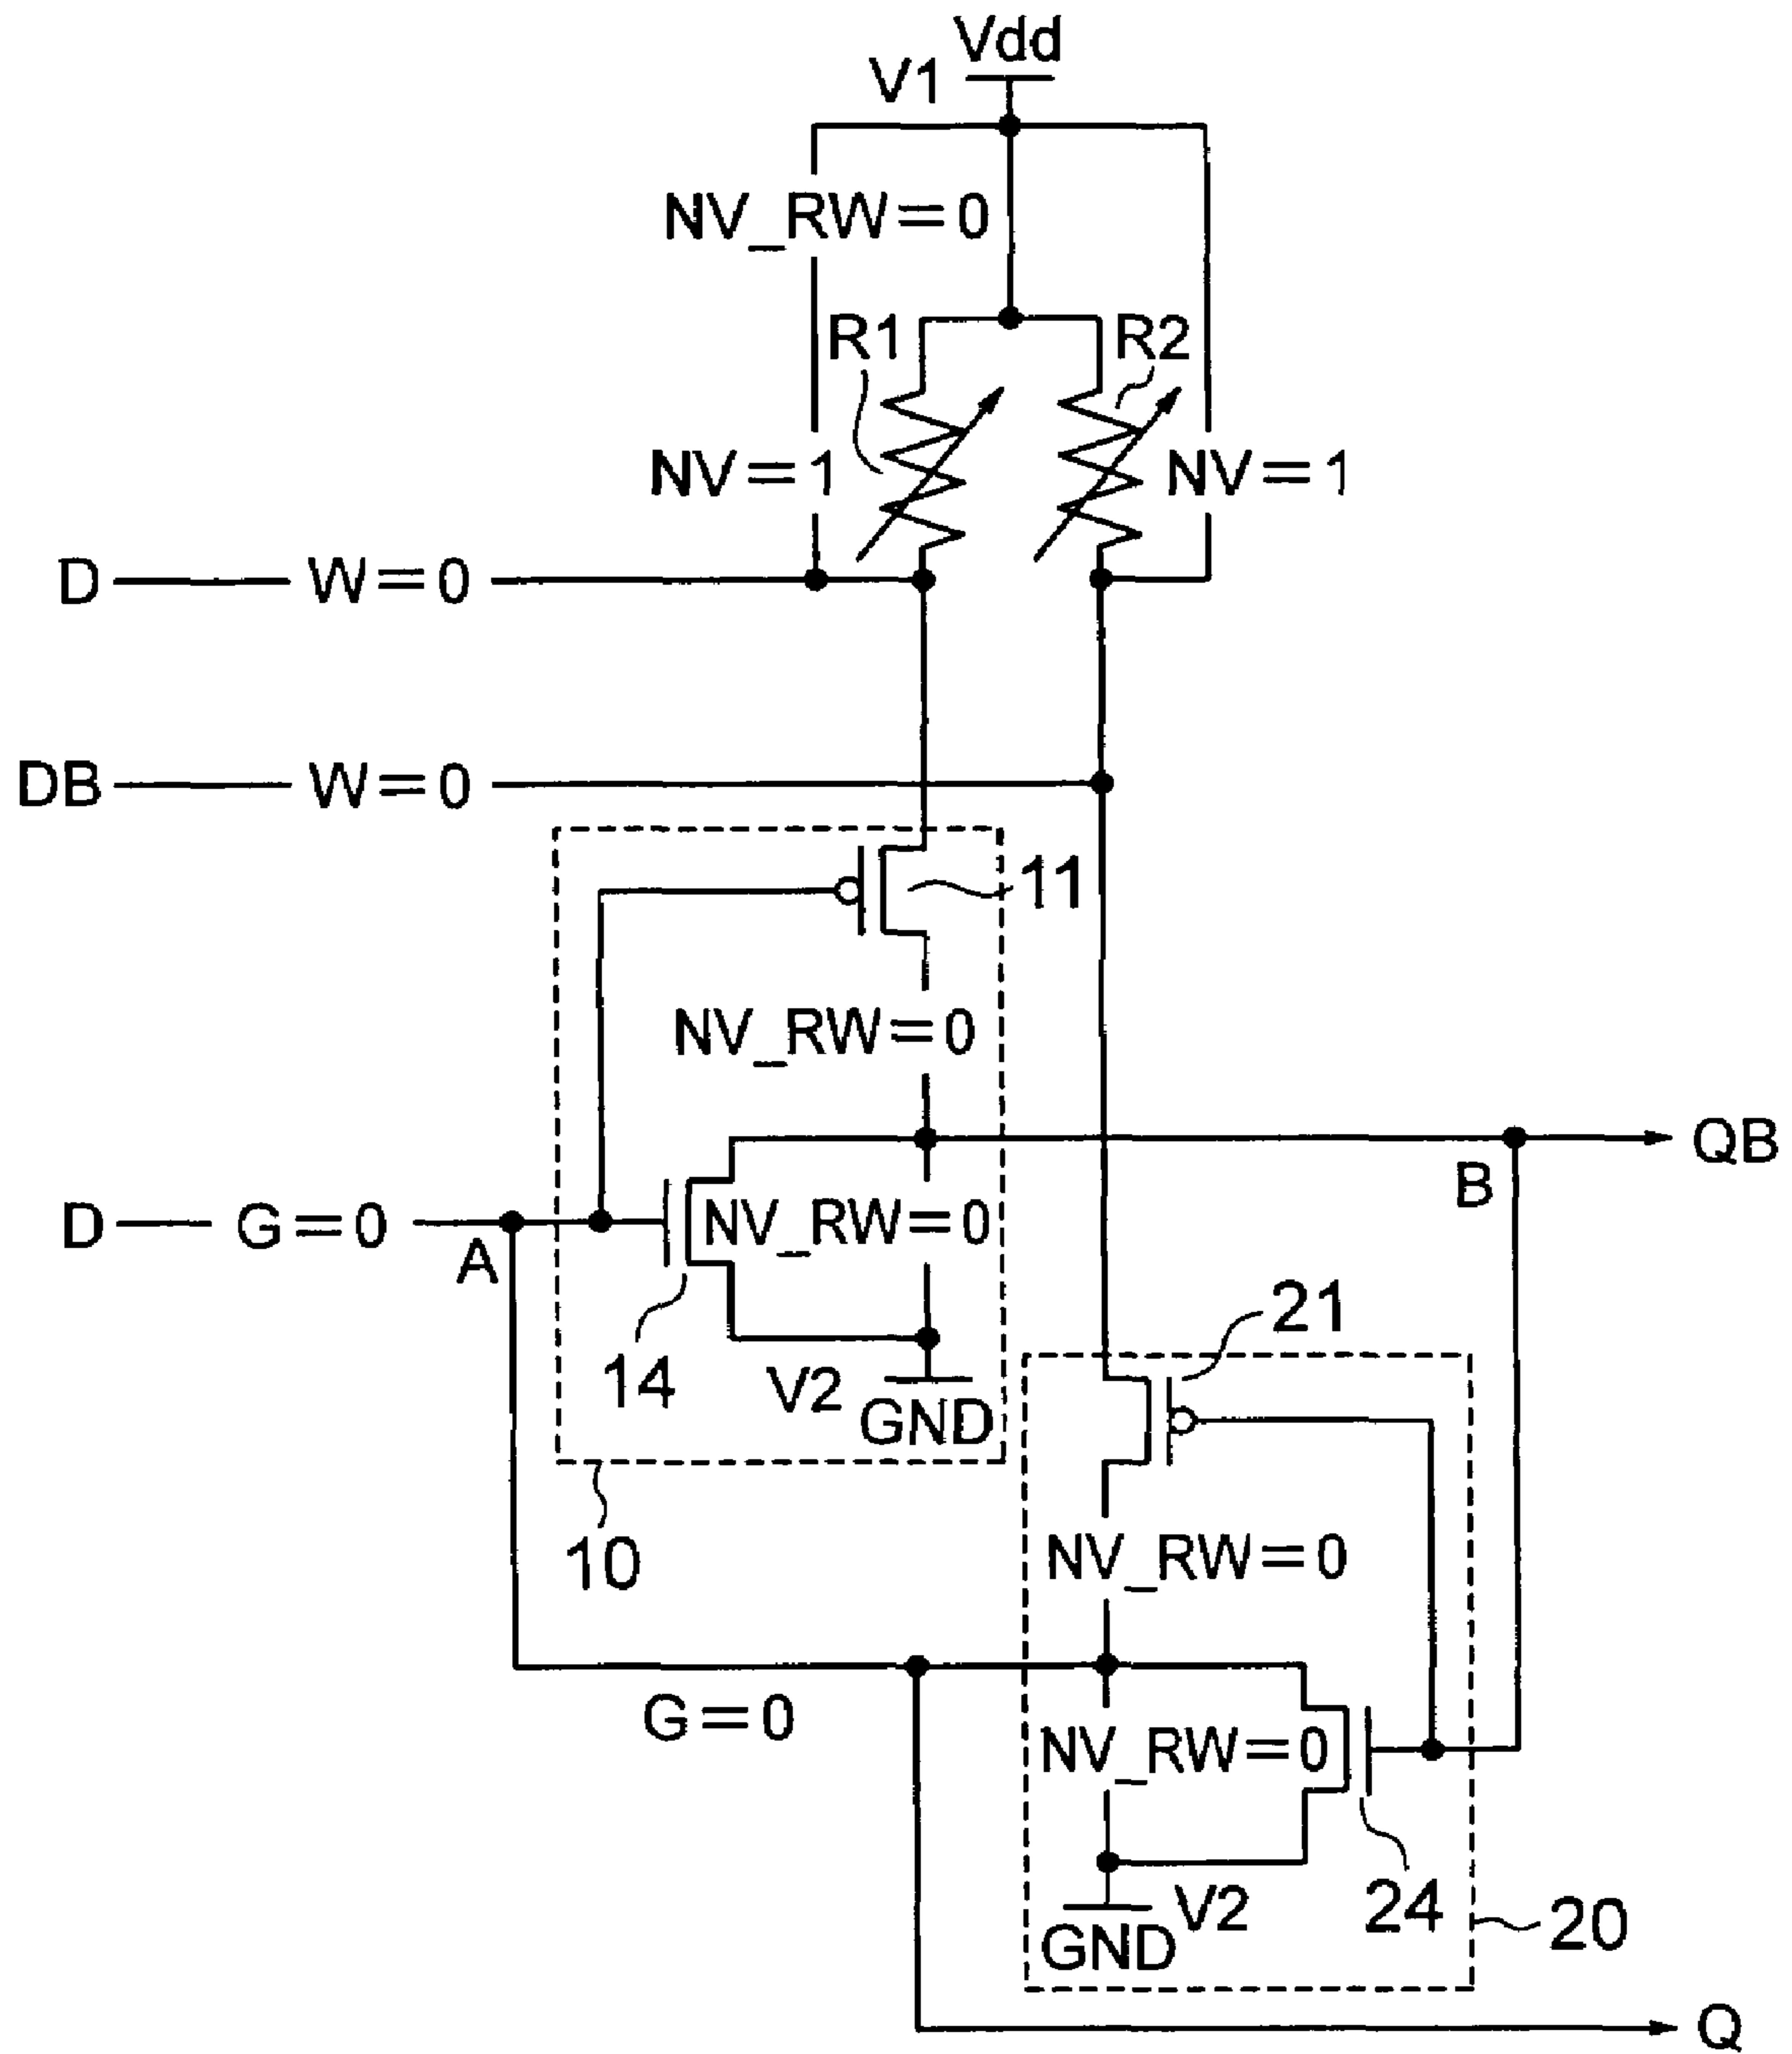 Vdd
V1
NV_RW=0
R1
R2
NV=1
NV=1
D
W=0
DB
W=0
11
NV_RW=0
QB
B
D
G=0
A
NV_RW=0
14
V2
GND
21
10
NV_RW=0
G=0
NV_RW=0
24
20
V2
GND
Q